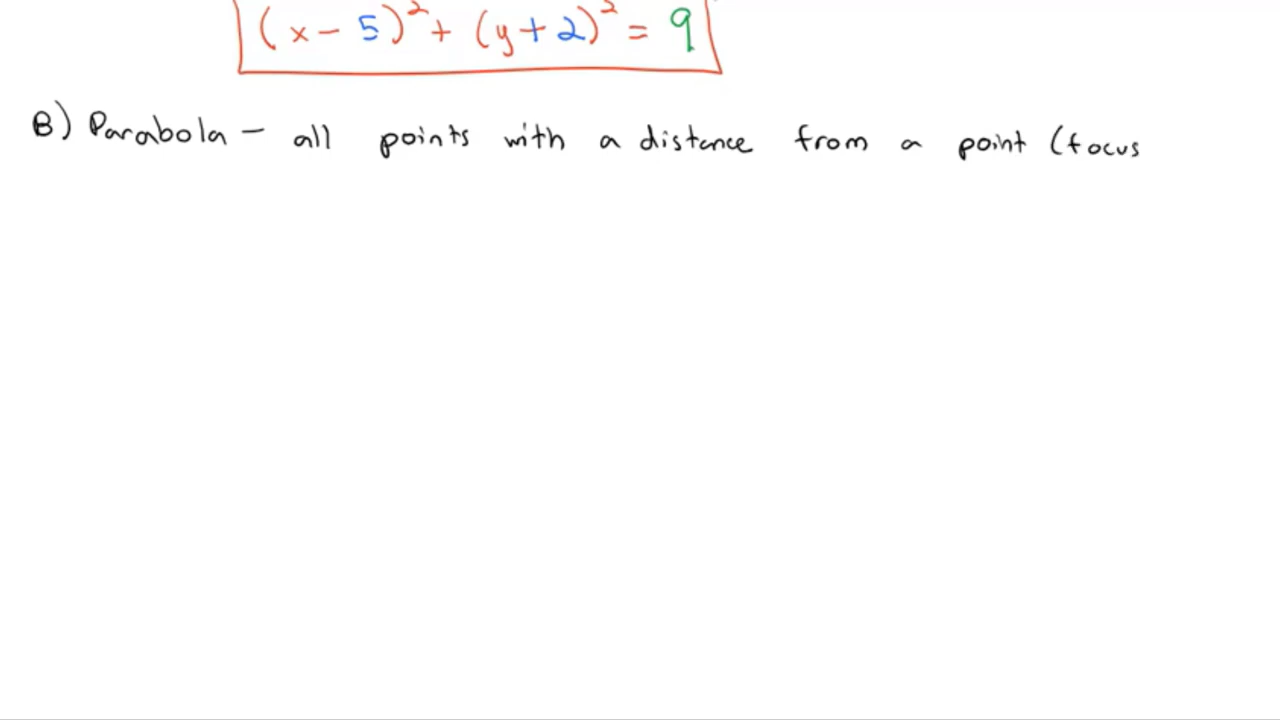 (x - 5)² + (y + 2)² = 9
B) Parabola - all points with a distance from a point (focus